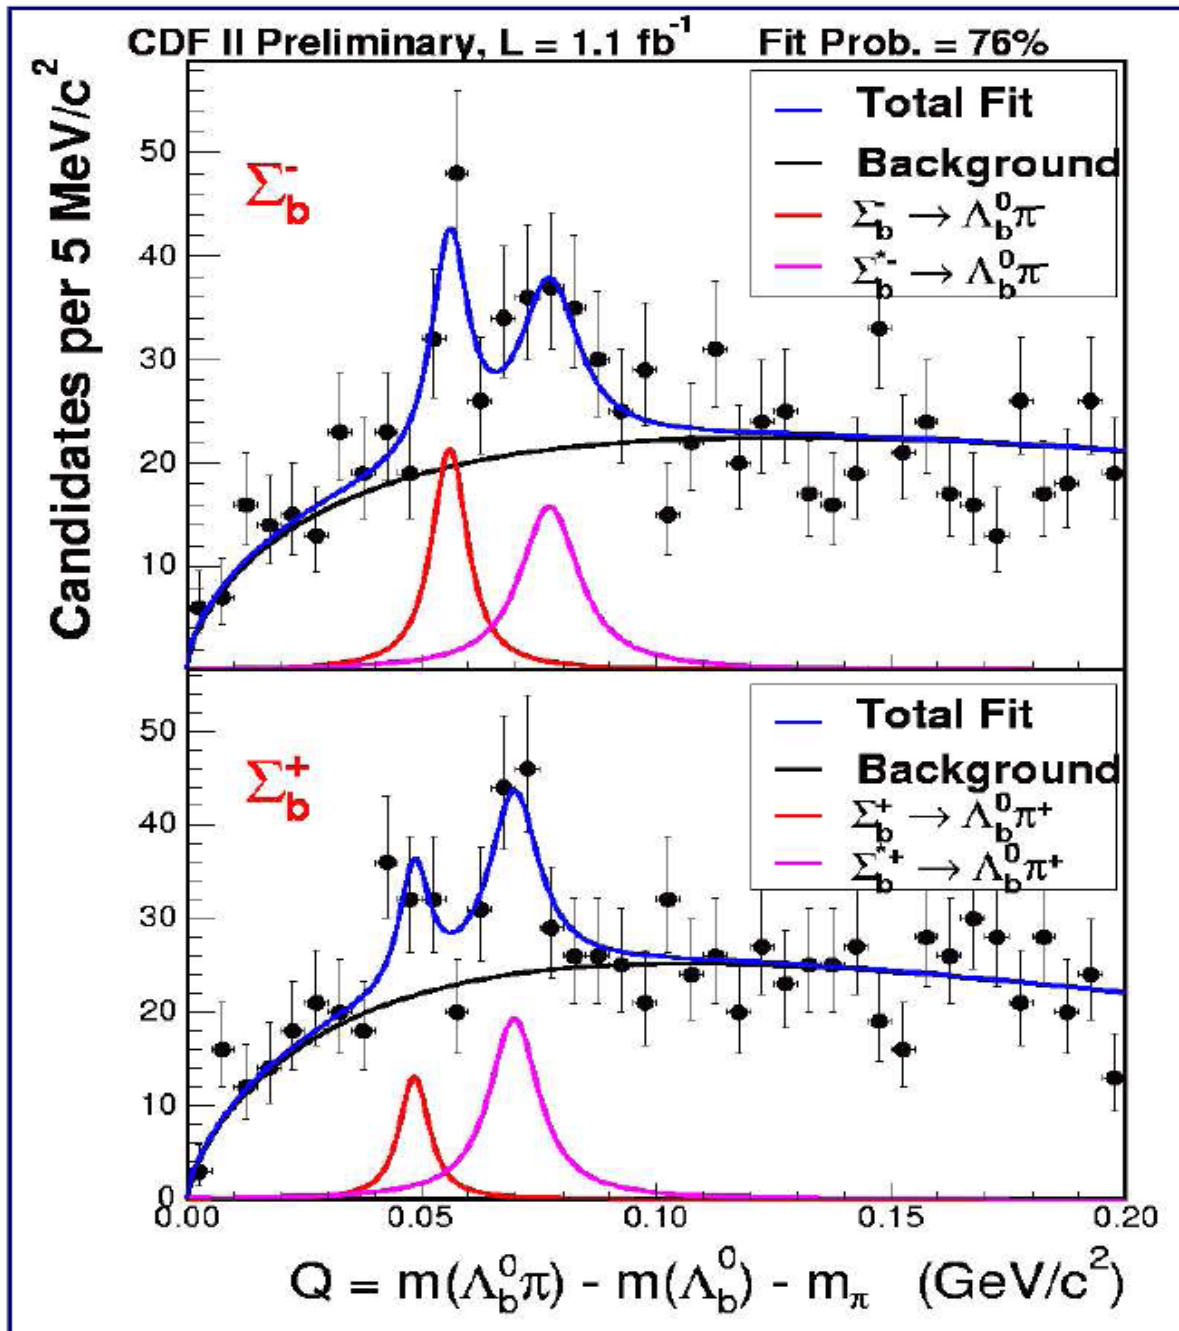 CDF II Preliminary, L = 1.1 fb⁻¹ Fit Prob. = 76%
Candidates per 5 MeV/c²
50
40
30
20
10
Σb⁻
Total Fit
Background
Σb⁻ → Λb⁰π⁻
Σb*⁻ → Λb⁰π⁻
50
40
30
20
10
0
Σb⁺
Total Fit
Background
Σb⁺ → Λb⁰π⁺
Σb*⁺ → Λb⁰π⁺
0.00 0.05 0.10 0.15 0.20
Q = m(Λb⁰π) - m(Λb⁰) - mπ (GeV/c²)